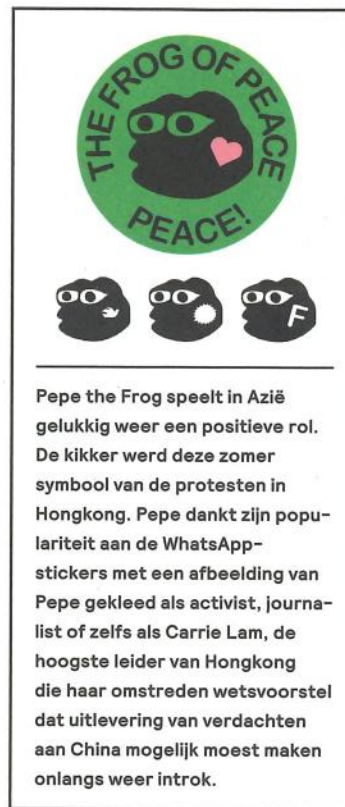 THE FROG OF PEACE
PEACE!
F
Pepe the Frog speelt in Azië
gelukkig weer een positieve rol.
De kikker werd deze zomer
symbool van de protesten in
Hongkong. Pepe dankt zijn popu-
lariteit aan de WhatsApp-
stickers met een afbeelding van
Pepe gekleed als activist, journa-
list of zelfs als Carrie Lam, de
hoogste leider van Hongkong
die haar omstreden wetsvoorstel
dat uitlevering van verdachten
aan China mogelijk moest maken
onlangs weer introk.